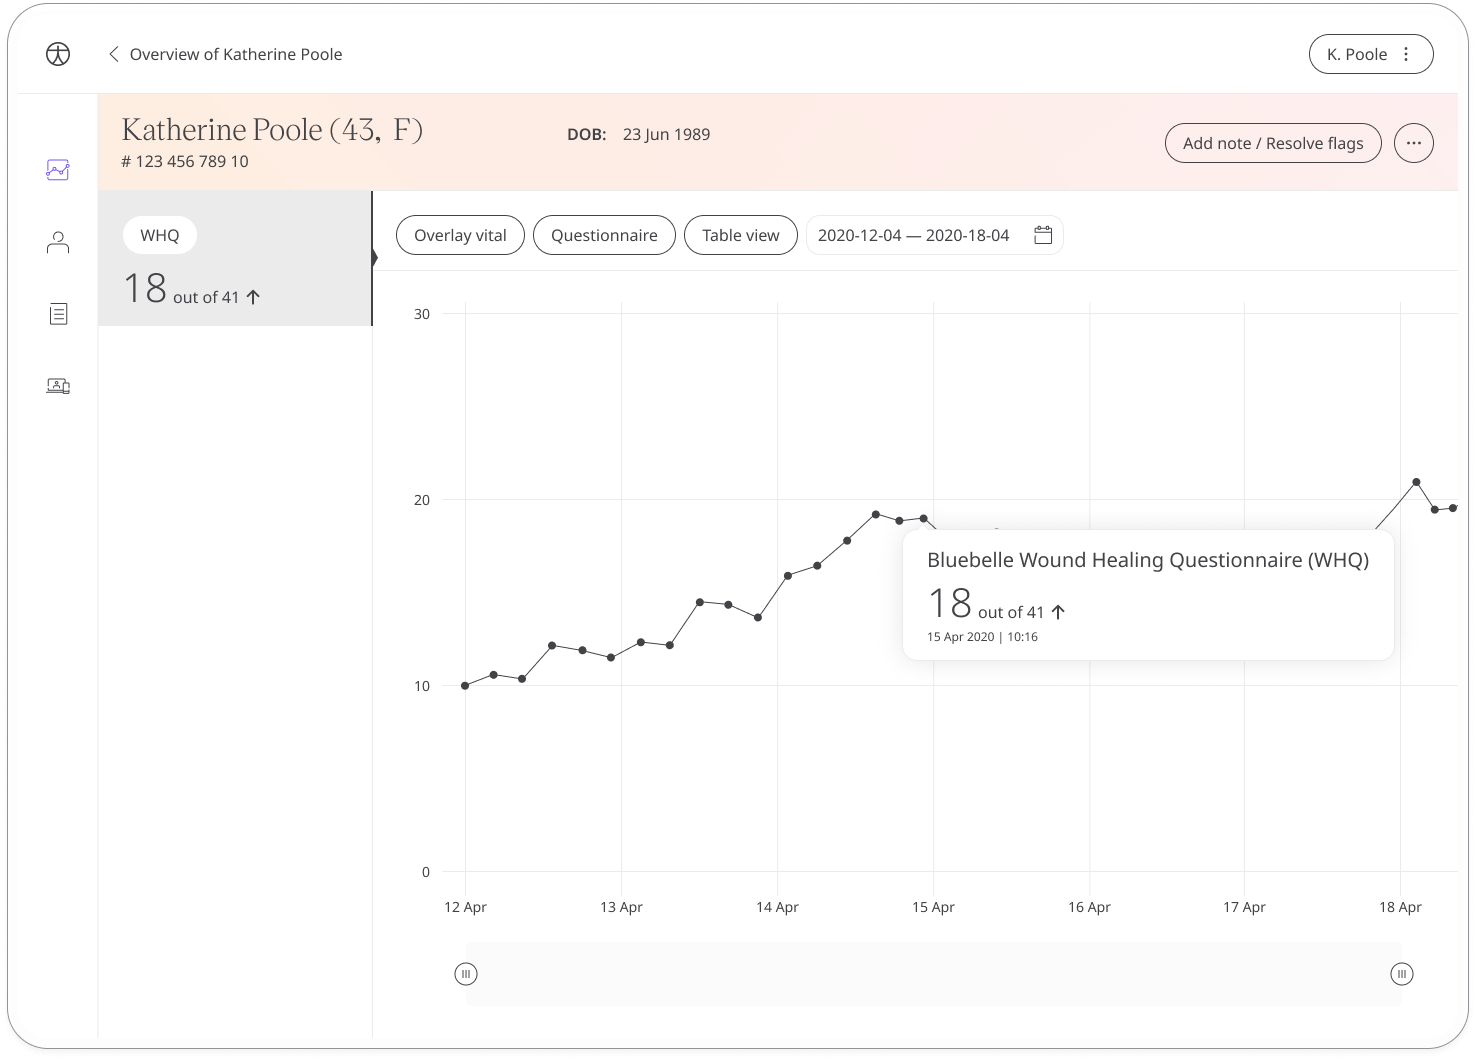 Overview of Katherine Poole
K. Poole
Katherine Poole (43, F)
DOB: 23 Jun 1989
# 123 456 789 10
Add note / Resolve flags
WHQ
18 out of 41 ↑
Overlay vital
Questionnaire
Table view
2020-12-04 — 2020-18-04
30
20
10
0
Bluebelle Wound Healing Questionnaire (WHQ)
18 out of 41 ↑
15 Apr 2020 | 10:16
12 Apr
13 Apr
14 Apr
15 Apr
16 Apr
17 Apr
18 Apr